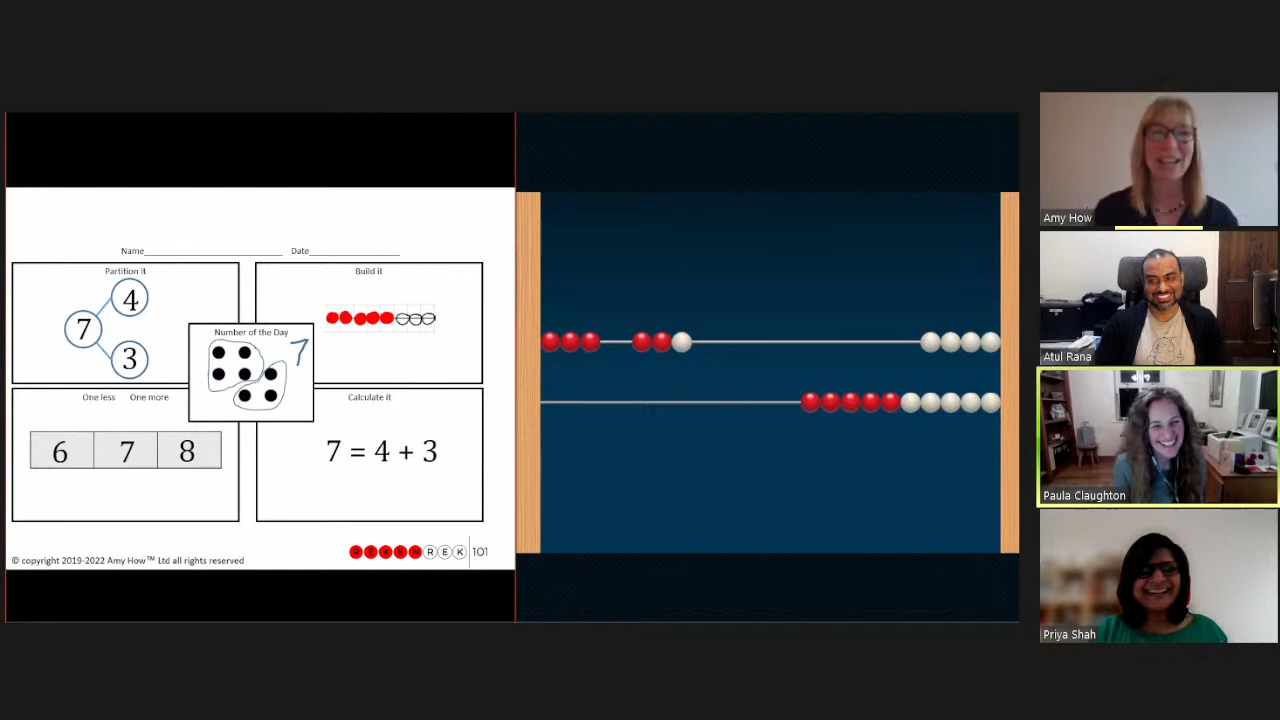 Name Date
Partition it
7
4
3
Build it
Number of the Day
7
One less One more
6 7 8
Calculate it
7 = 4 + 3
© copyright 2019-2022 Amy How™ Ltd all rights reserved
REKENREK 101
Amy How
Atul Rana
Paula Claughton
Priya Shah